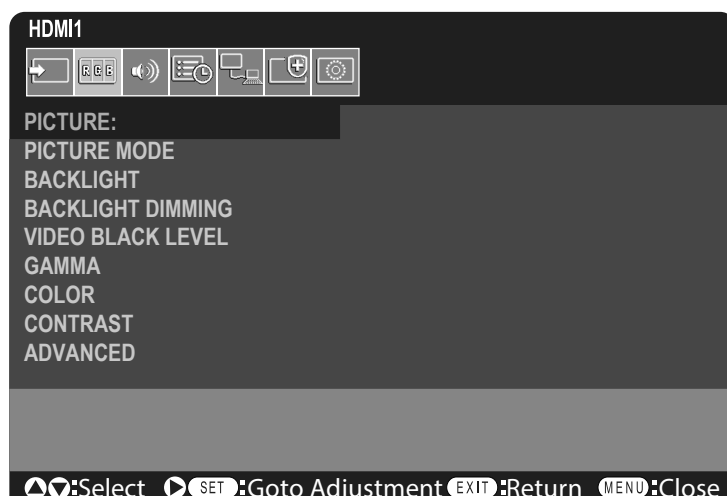 HDMI1
RGB
PICTURE:
PICTURE MODE
BACKLIGHT
BACKLIGHT DIMMING
VIDEO BLACK LEVEL
GAMMA
COLOR
CONTRAST
ADVANCED
:Select SET:Goto Adjustment EXIT:Return MENU:Close